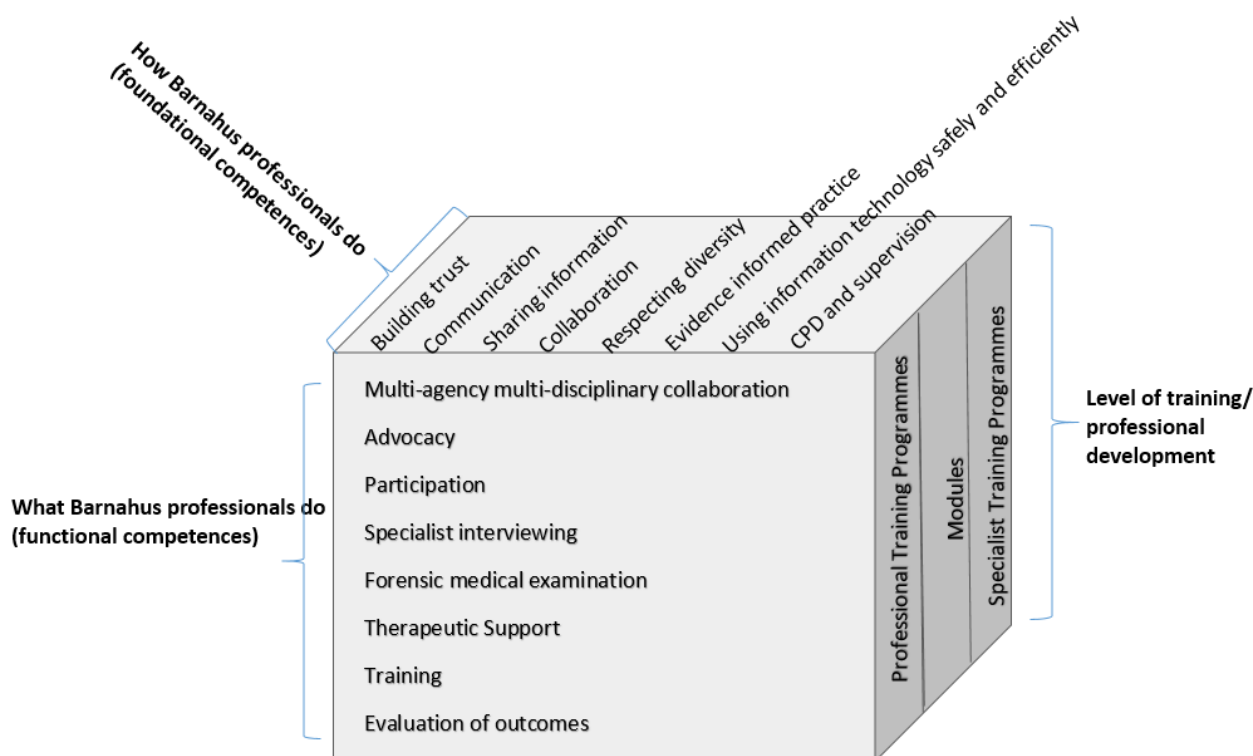 How Barnahus professionals do
(foundational competences)
Building trust
Communication
Sharing information
Collaboration
Respecting diversity
Evidence informed practice
Using information technology safely and efficiently
CPD and supervision
What Barnahus professionals do
(functional competences)
Multi-agency multi-disciplinary collaboration
Advocacy
Participation
Specialist interviewing
Forensic medical examination
Therapeutic Support
Training
Evaluation of outcomes
Professional Training Programmes
Modules
Specialist Training Programmes
Level of training/
professional
development